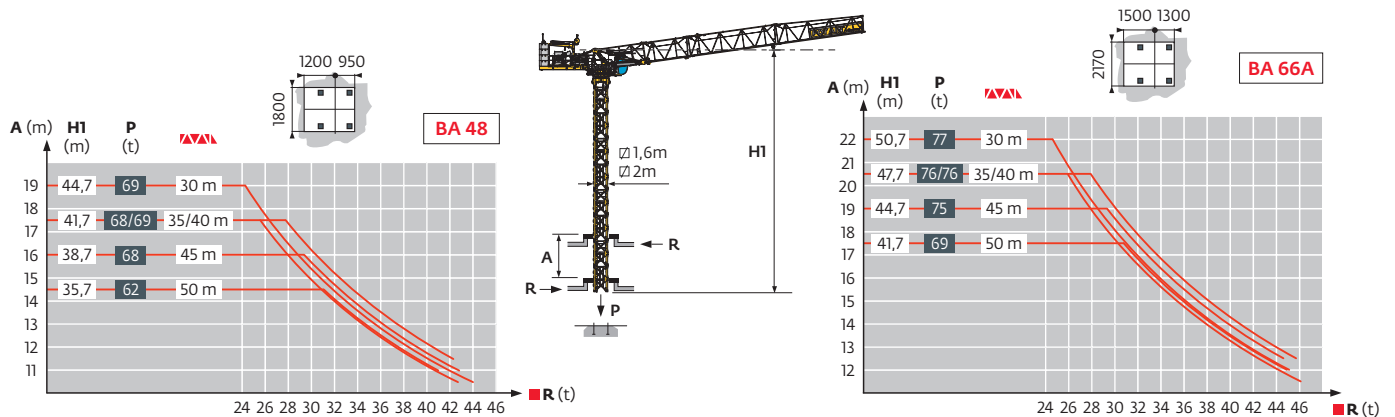 1200 950
1800
BA 48
A (m) H1 (m) P (t)
19 44,7 69 30 m
18
17 41,7 68/69 35/40 m
16 38,7 68 45 m
15 35,7 62 50 m
14
13
12
11
24 26 28 30 32 34 36 38 40 42 44 46
R (t)
1,6m
2m
H1
A
R
R
P
1500 1300
2170
BA 66A
A (m) H1 (m) P (t)
22 50,7 77 30 m
21
20 47,7 76/76 35/40 m
19 44,7 75 45 m
18
17 41,7 69 50 m
16
15
14
13
12
24 26 28 30 32 34 36 38 40 42 44 46
R (t)